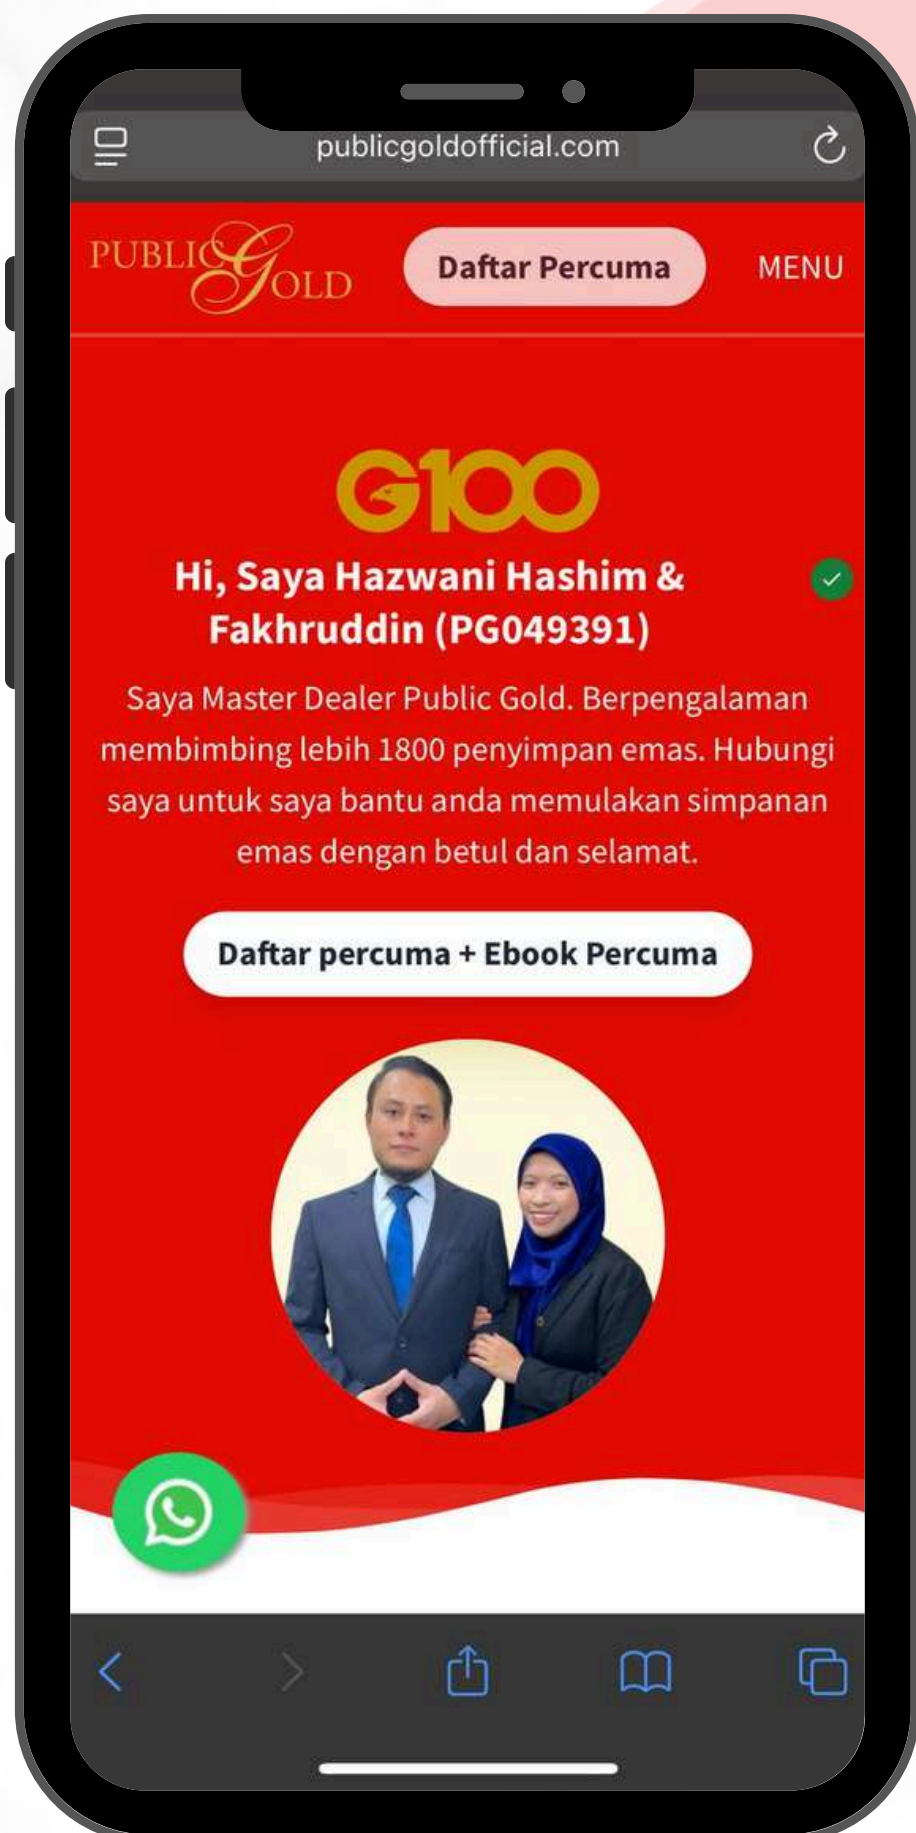 publicgoldofficial.com
PUBLIC GOLD
Daftar Percuma
MENU
G100
Hi, Saya Hazwani Hashim &
Fakhruddin (PG049391)
Saya Master Dealer Public Gold. Berpengalaman
membimbing lebih 1800 penyimpan emas. Hubungi
saya untuk saya bantu anda memulakan simpanan
emas dengan betul dan selamat.
Daftar percuma + Ebook Percuma